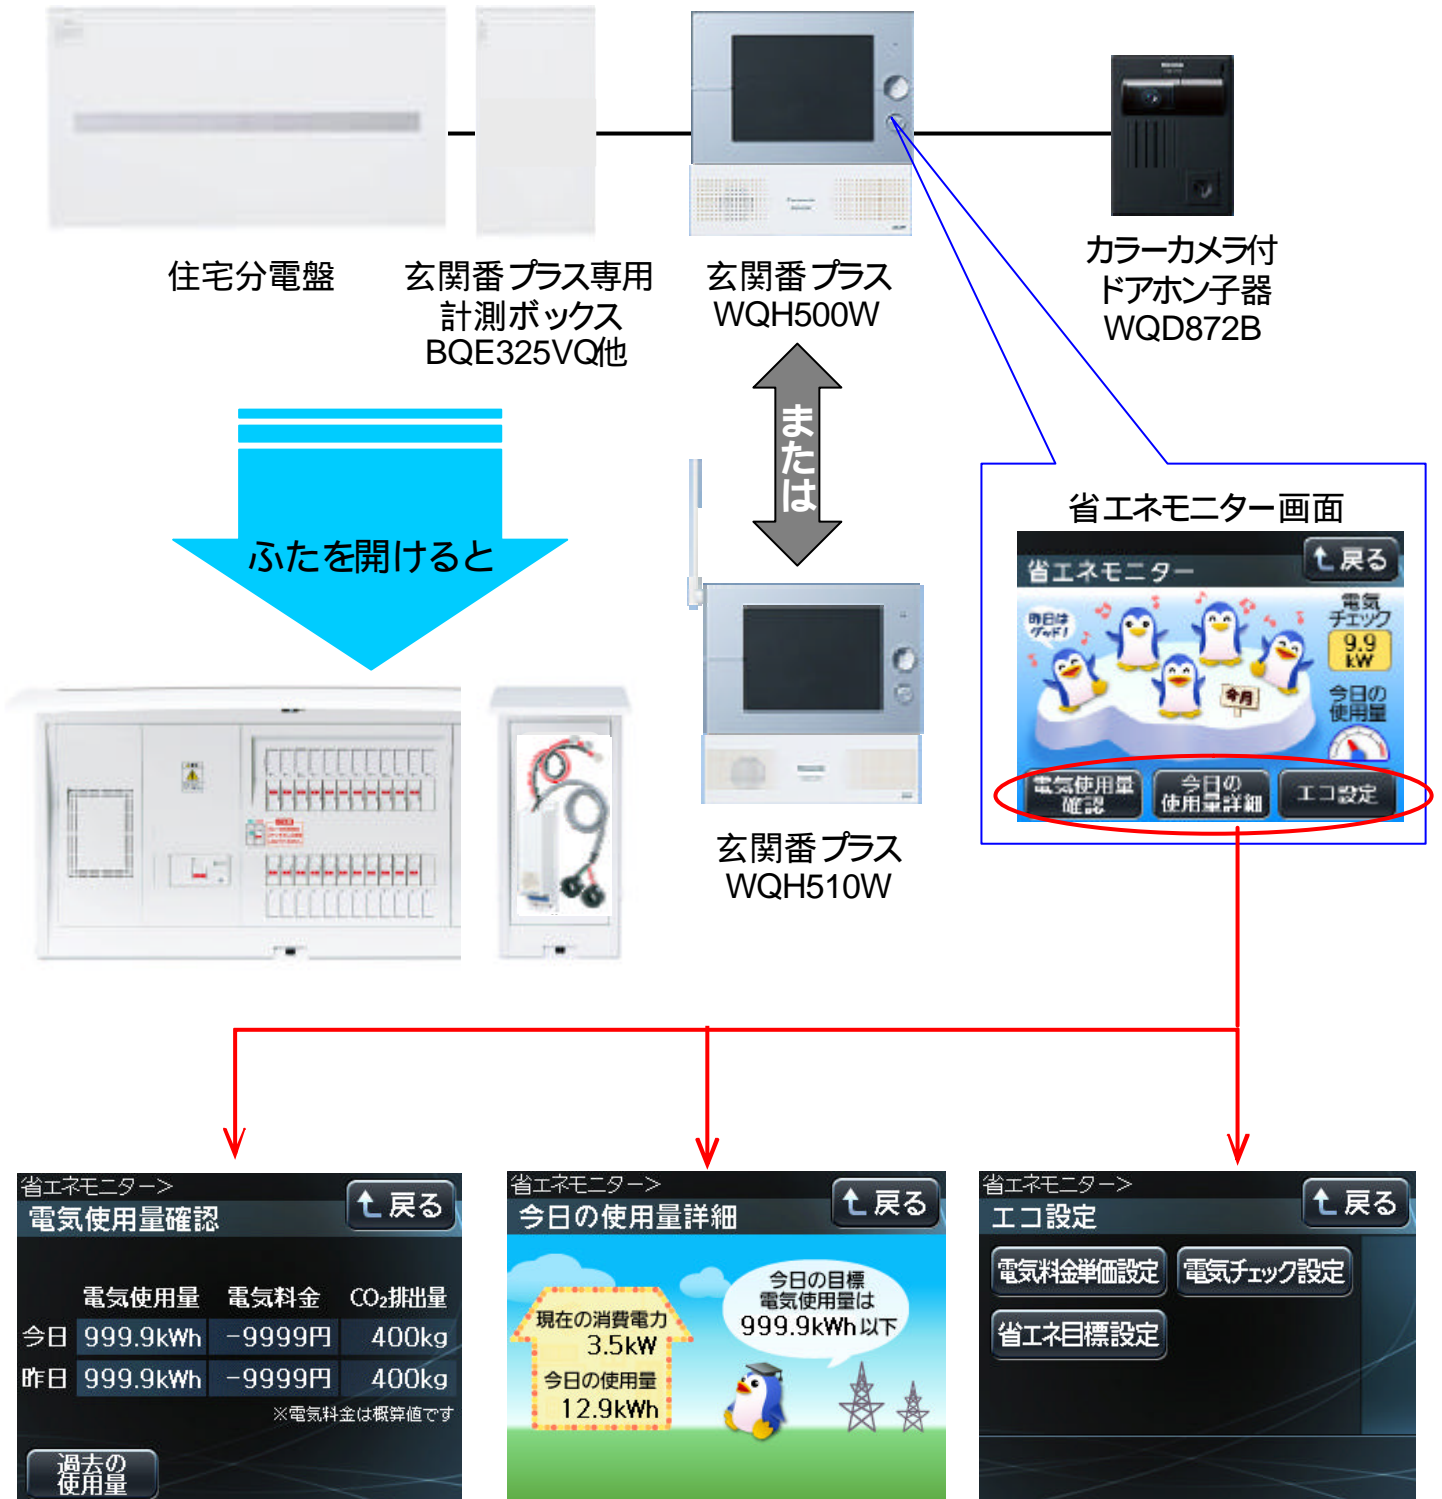 住宅分電盤
玄関番プラス専用
計測ボックス
BQE325VQ他
玄関番プラス
WQH500W
カラーカメラ付
ドアホン子器
WQD872B
または
ふたを開けると
玄関番プラス
WQH510W
省エネモニター画面
省エネモニター
戻る
昨日は
グッド!
電気
チェック
9.9
kW
今日の
使用量
今月
電気使用量
確認
今日の
使用量詳細
エコ設定
省エネモニター>
電気使用量確認
戻る
電気使用量 電気料金 CO₂排出量
今日 999.9kWh -9999円 400kg
昨日 999.9kWh -9999円 400kg
※電気料金は概算値です
過去の
使用量
省エネモニター>
今日の使用量詳細
戻る
現在の消費電力
3.5kW
今日の使用量
12.9kWh
今日の目標
電気使用量は
999.9kWh以下
省エネモニター>
エコ設定
戻る
電気料金単価設定 電気チェック設定
省エネ目標設定